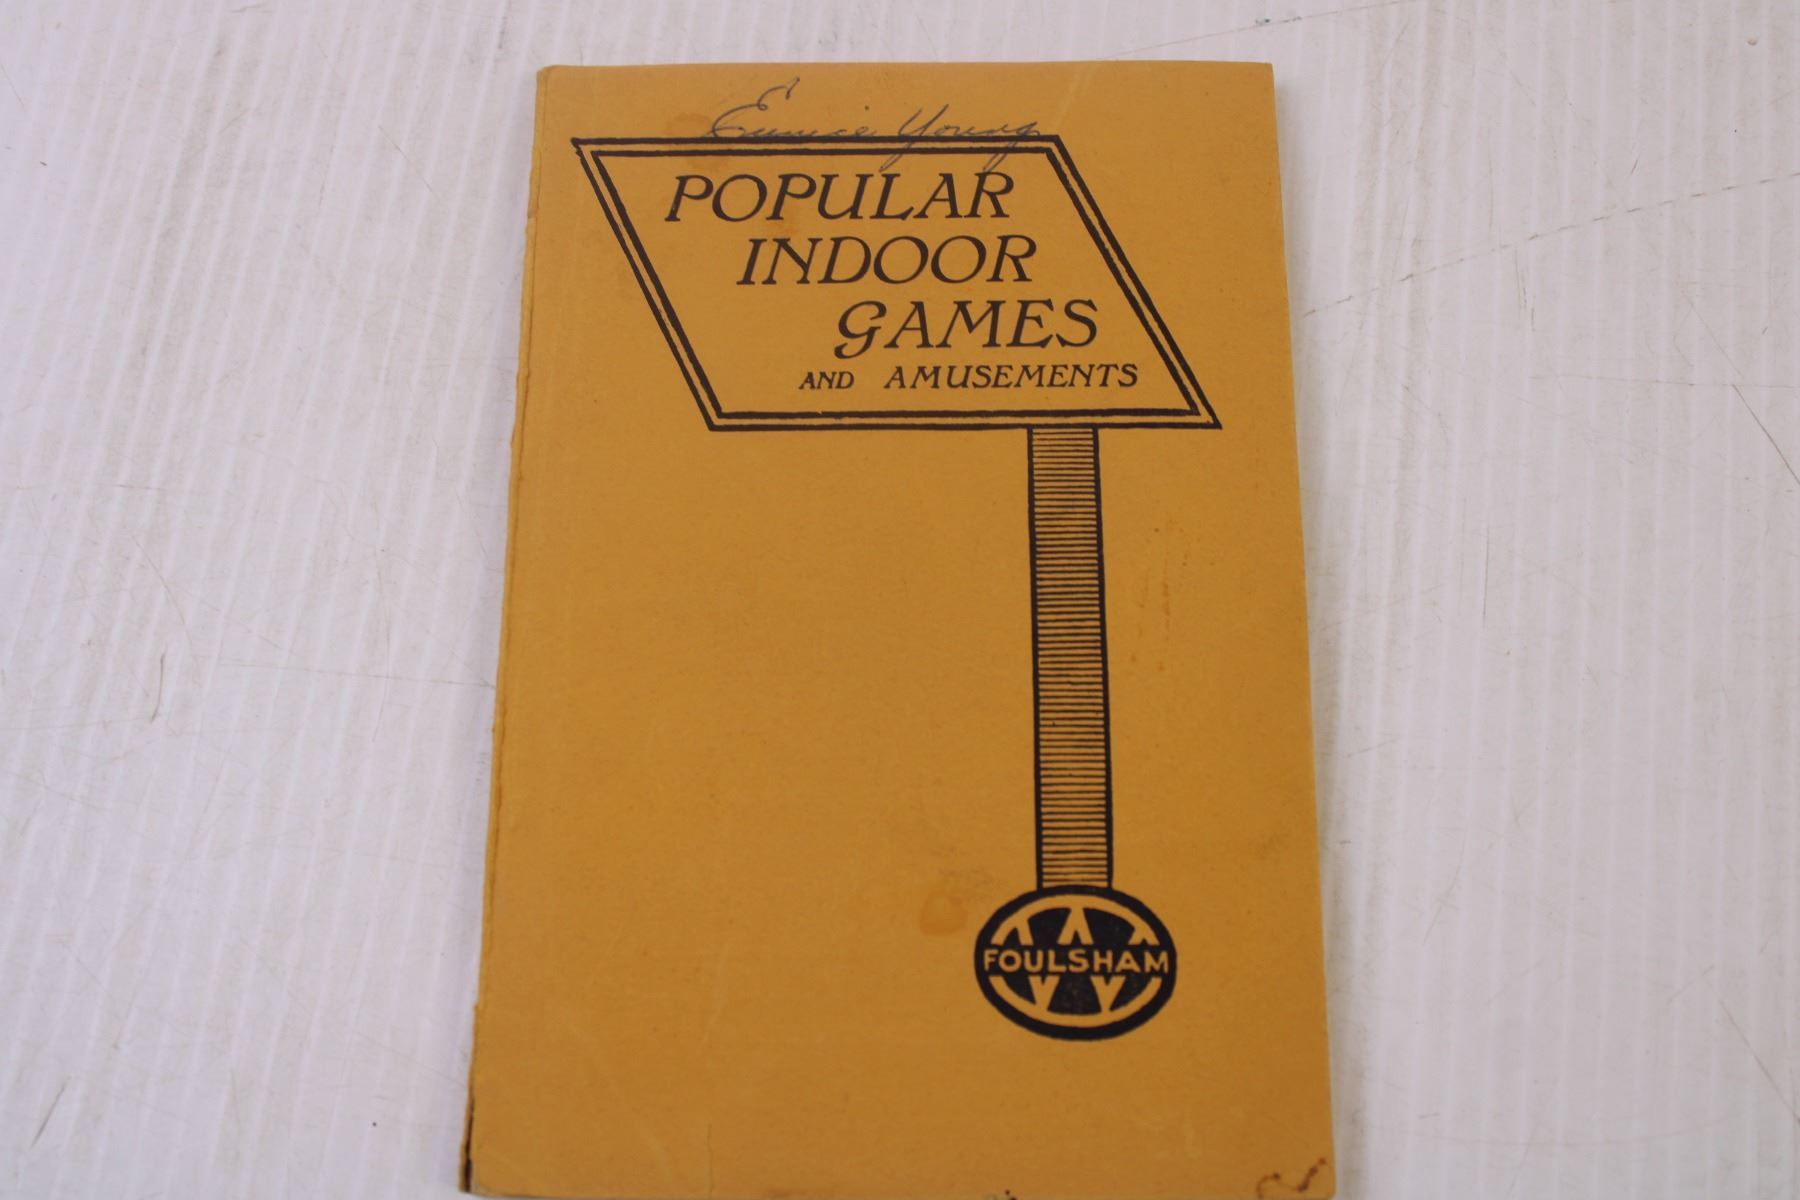 Eunice Young
POPULAR
INDOOR
GAMES
AND AMUSEMENTS
FOULSHAM